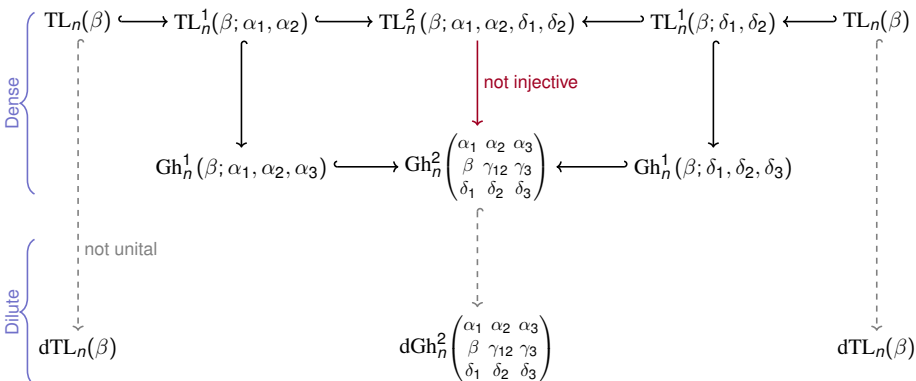 TLₙ(β) TL¹ₙ(β; α₁, α₂) TL²ₙ(β; α₁, α₂, δ₁, δ₂) TL¹ₙ(β; δ₁, δ₂) TLₙ(β)
Dense
not injective
Gh¹ₙ(β; α₁, α₂, α₃) Gh²ₙ(α₁ α₂ α₃
β γ₁₂ γ₃
δ₁ δ₂ δ₃) Gh¹ₙ(β; δ₁, δ₂, δ₃)
not unital
Dilute
dTLₙ(β) dGh²ₙ(α₁ α₂ α₃
β γ₁₂ γ₃
δ₁ δ₂ δ₃) dTLₙ(β)